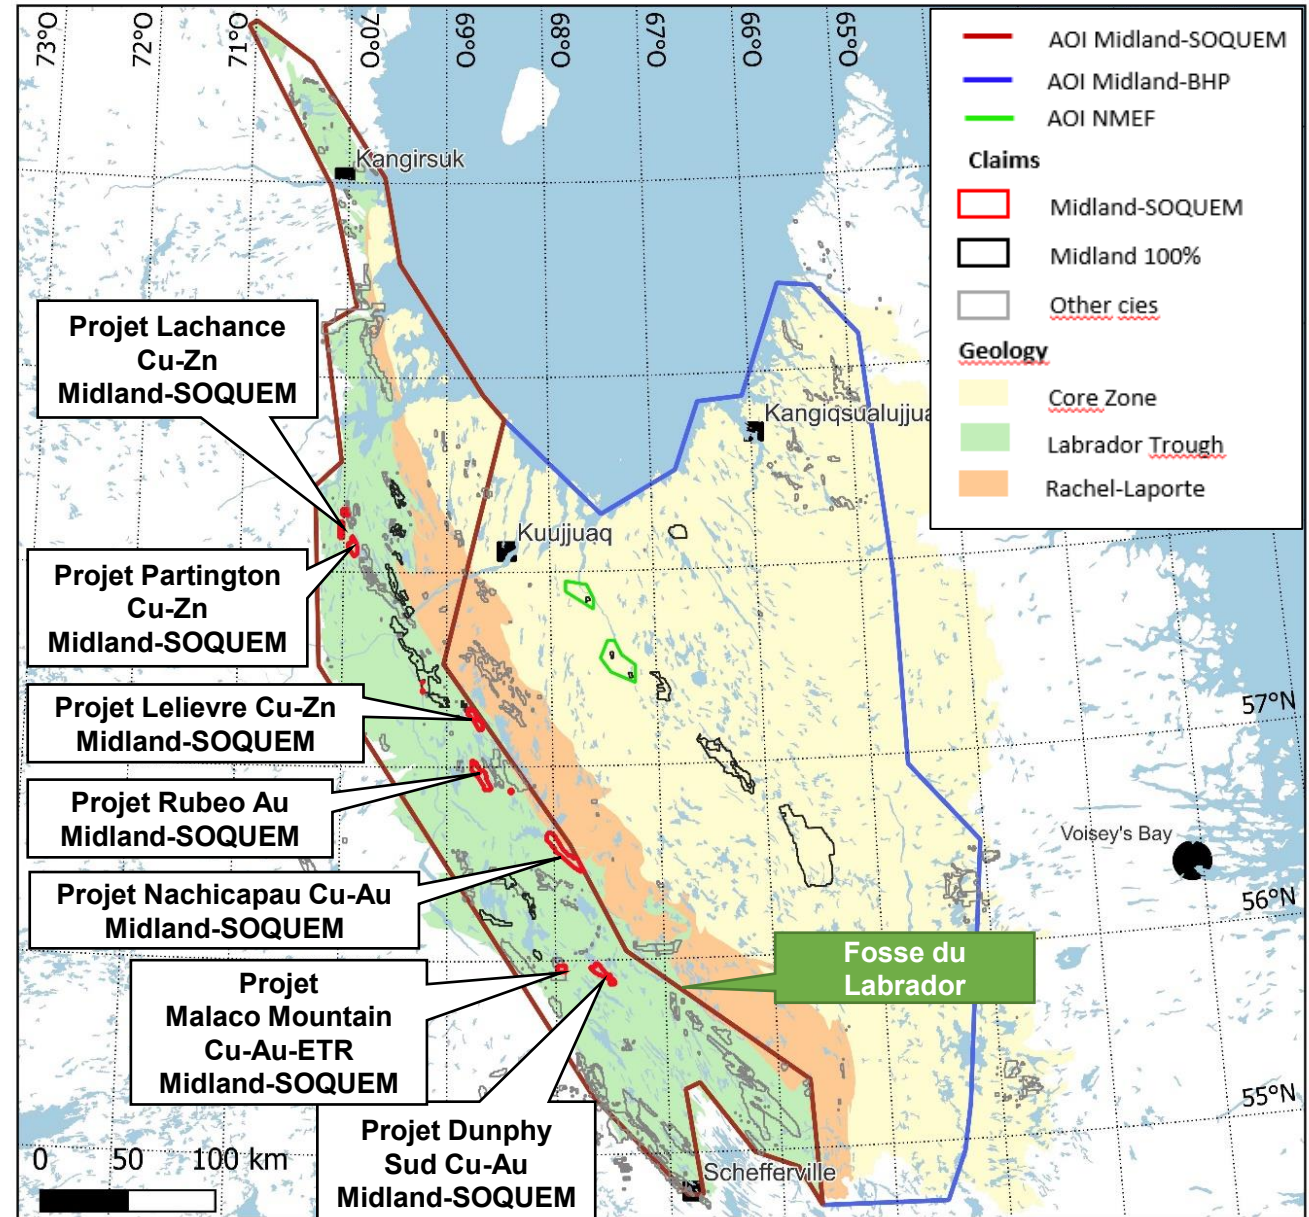 73°O
72°O
71°O
70°O
69°O
68°O
67°O
66°O
65°O
AOI Midland-SOQUEM
AOI Midland-BHP
AOI NMEF
Claims
Midland-SOQUEM
Midland 100%
Other cies
Geology
Core Zone
Labrador Trough
Rachel-Laporte
Kangirsuk
Projet Lachance
Cu-Zn
Midland-SOQUEM
Kangiqsualujjua
Kuujjuaq
Projet Partington
Cu-Zn
Midland-SOQUEM
57°N
Projet Lelievre Cu-Zn
Midland-SOQUEM
Projet Rubeo Au
Midland-SOQUEM
Voisey's Bay
Projet Nachicapau Cu-Au
Midland-SOQUEM
56°N
Fosse du
Labrador
Projet
Malaco Mountain
Cu-Au-ETR
Midland-SOQUEM
55°N
Projet Dunphy
Sud Cu-Au
Midland-SOQUEM
Schefferville
0 50 100 km